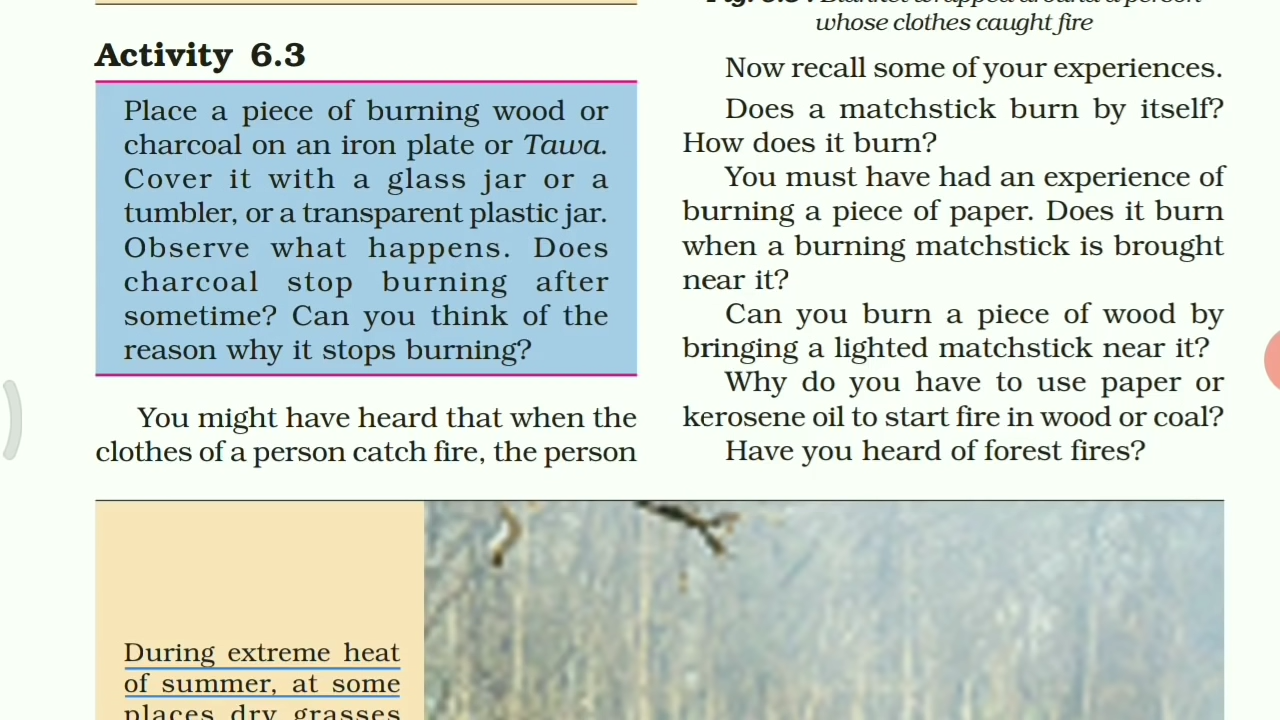 Activity 6.3
Place a piece of burning wood or
charcoal on an iron plate or Tawa.
Cover it with a glass jar or a
tumbler, or a transparent plastic jar.
Observe what happens. Does
charcoal stop burning after
sometime? Can you think of the
reason why it stops burning?
You might have heard that when the
clothes of a person catch fire, the person
Blanket wrapped around a person
whose clothes caught fire
Now recall some of your experiences.
Does a matchstick burn by itself?
How does it burn?
You must have had an experience of
burning a piece of paper. Does it burn
when a burning matchstick is brought
near it?
Can you burn a piece of wood by
bringing a lighted matchstick near it?
Why do you have to use paper or
kerosene oil to start fire in wood or coal?
Have you heard of forest fires?
During extreme heat
of summer, at some
places dry grasses